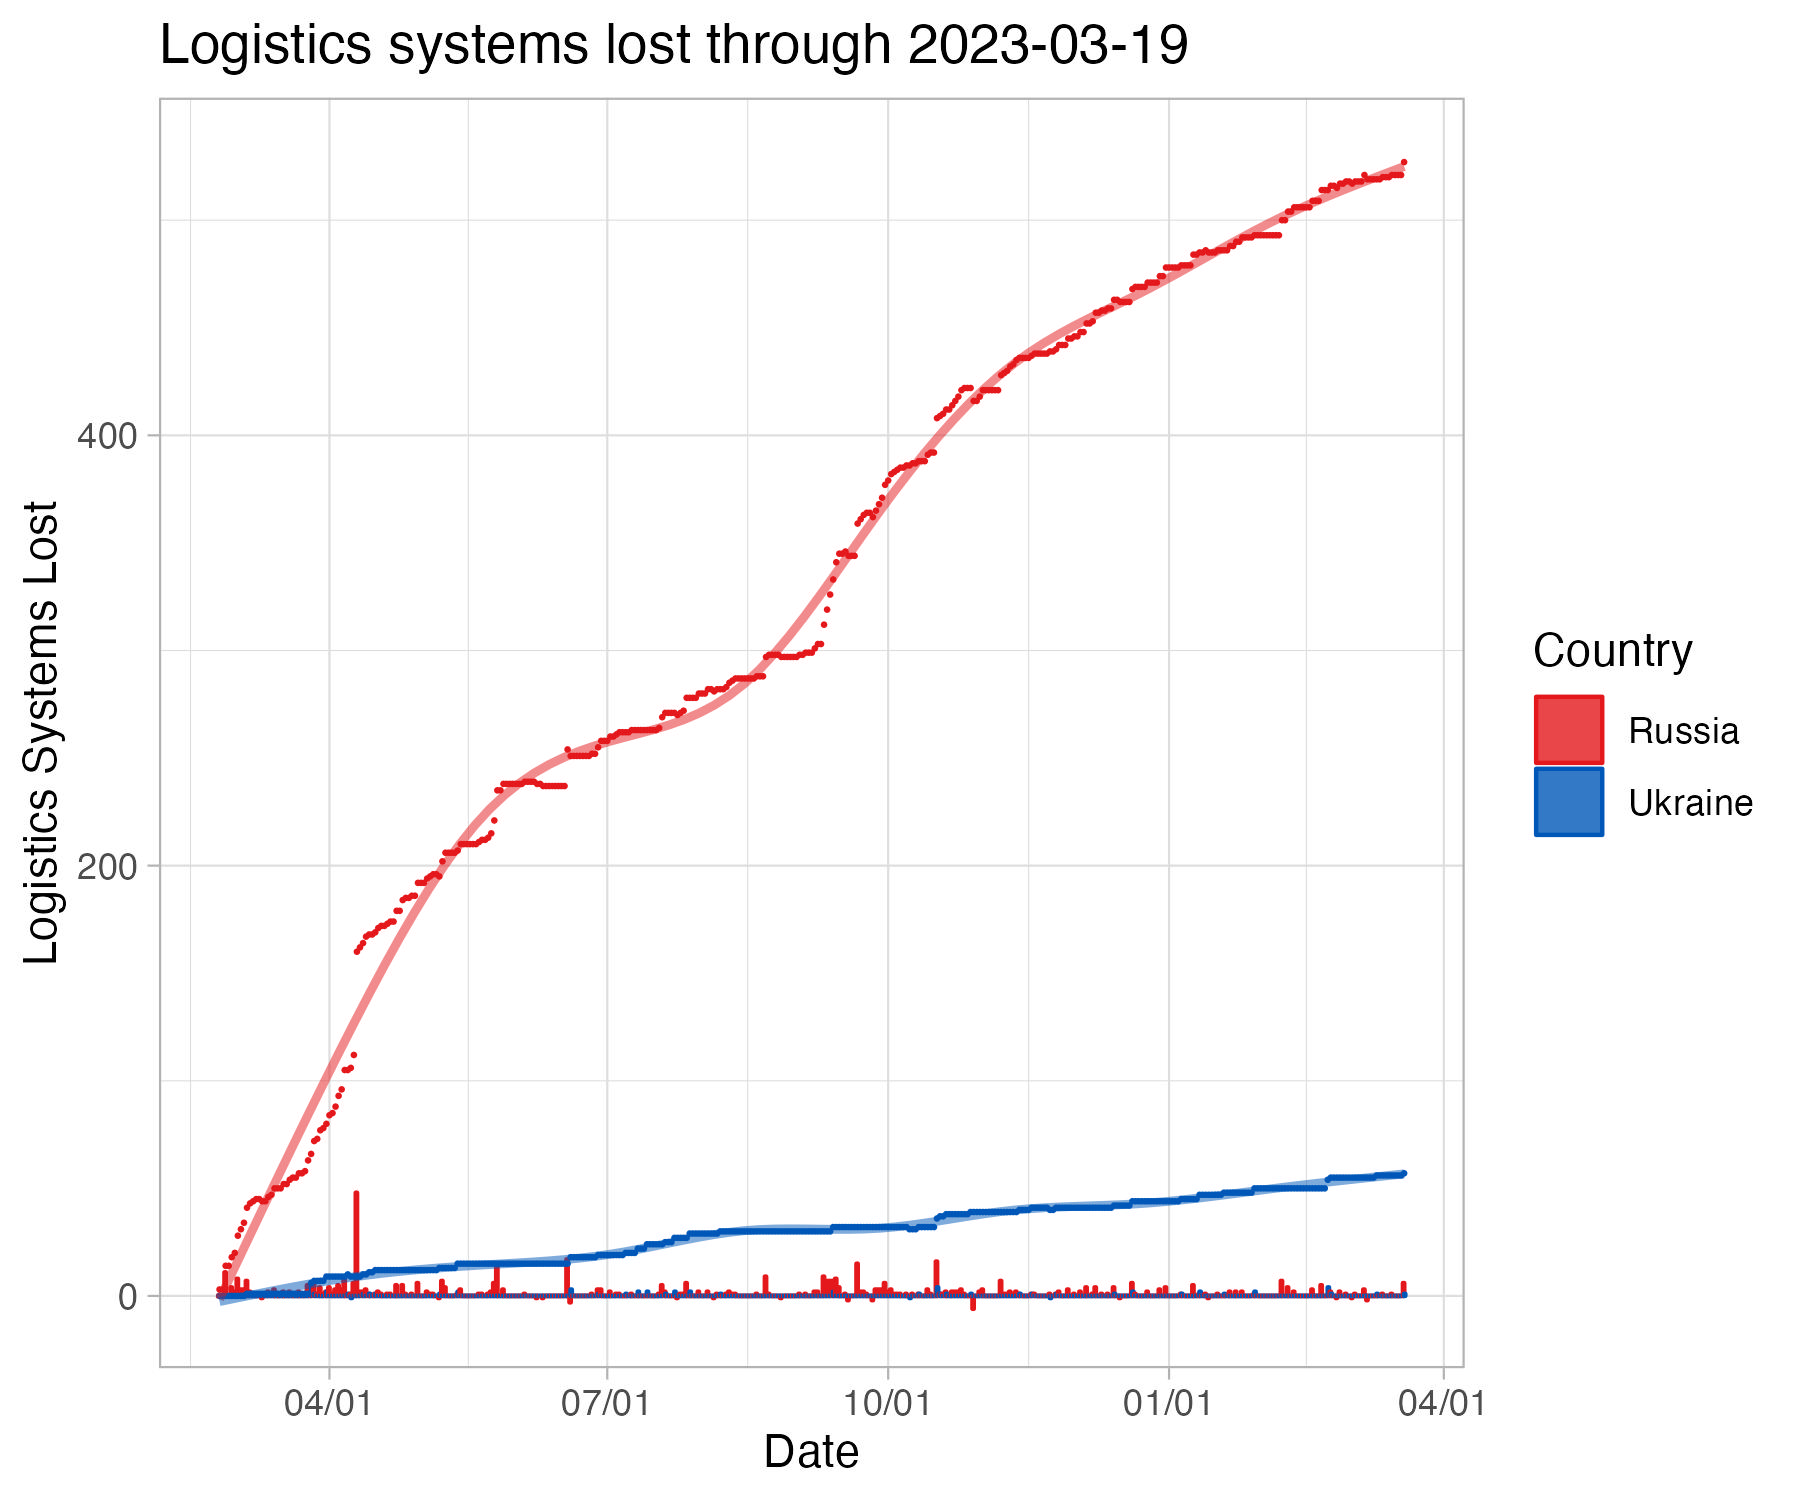 Logistics systems lost through 2023-03-19
Logistics Systems Lost
400
200
0
04/01
07/01
10/01
01/01
04/01
Date
Country
Russia
Ukraine